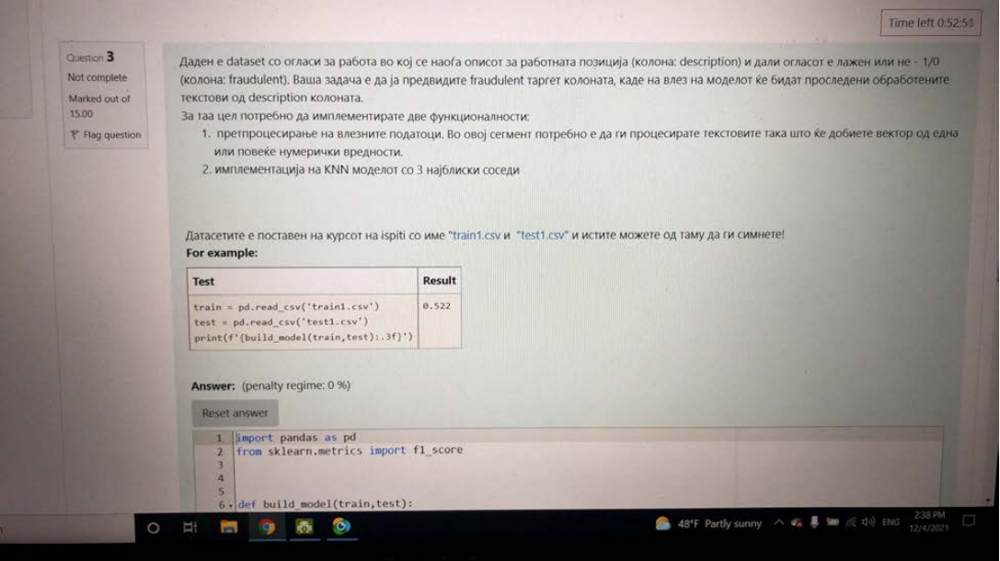 Time left 0:52:5
Question 3
Not complete
Marked out of
15.00
Flag question
Даден е dataset со огласи за работа во кој се наоѓа описот за работната позиција (колона: description) и дали огласот е лажен или не - 1/0
(колона: fraudulent). Ваша задача е да ја предвидите fraudulent таргет колоната, каде на влез на моделот ќе бидат проследени обработените
текстови од description колоната.
За таа цел потребно да имплементирате две функционалности:
1. претпроцесирање на влезните податоци. Во овој сегмент потребно е да ги процесирате текстовите така што ќе добиете вектор од една
или повеќе нумерички вредности.
2. имплементација на KNN моделот со 3 најблиски соседи
Датасетите е поставен на курсот на ispiti со име "train1.csv и "test1.csv" и истите можете од таму да ги симнете!
For example:
Test Result
train = pd.read_csv('train1.csv') 0.522
test = pd.read_csv('test1.csv')
print(f'{build_model(train,test):.3f}')
Answer: (penalty regime: 0 %)
Reset answer
1 import pandas as pd
2 from sklearn.metrics import f1_score
3
4
5
6 def build_model(train,test):
48°F Partly sunny ENG 2:38 PM
12/4/2021